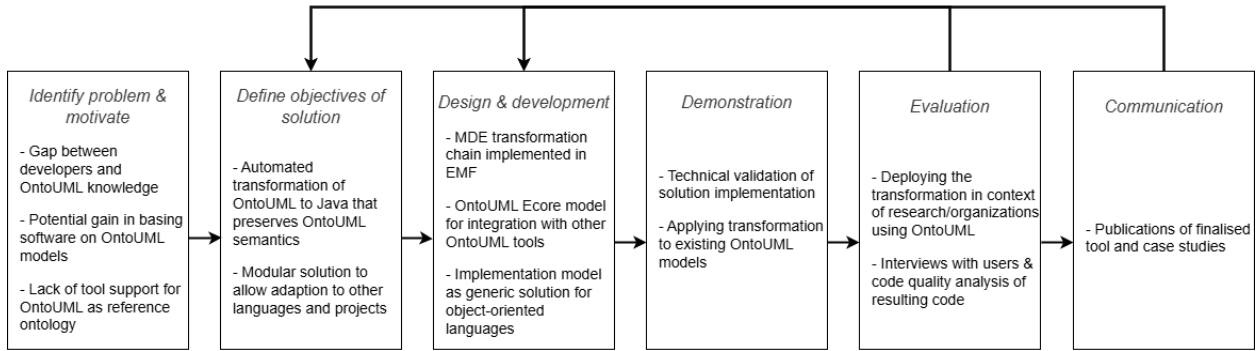 Identify problem &
motivate
- Gap between
developers and
OntoUML knowledge
- Potential gain in basing
software on OntoUML
models
- Lack of tool support for
OntoUML as reference
ontology
Define objectives of
solution
- Automated
transformation of
OntoUML to Java that
preserves OntoUML
semantics
- Modular solution to
allow adaption to other
languages and projects
Design & development
- MDE transformation
chain implemented in
EMF
- OntoUML Ecore model
for integration with other
OntoUML tools
- Implementation model
as generic solution for
object-oriented
languages
Demonstration
- Technical validation of
solution implementation
- Applying transformation
to existing OntoUML
models
Evaluation
- Deploying the
transformation in context
of research/organizations
using OntoUML
- Interviews with users &
code quality analysis of
resulting code
Communication
- Publications of finalised
tool and case studies